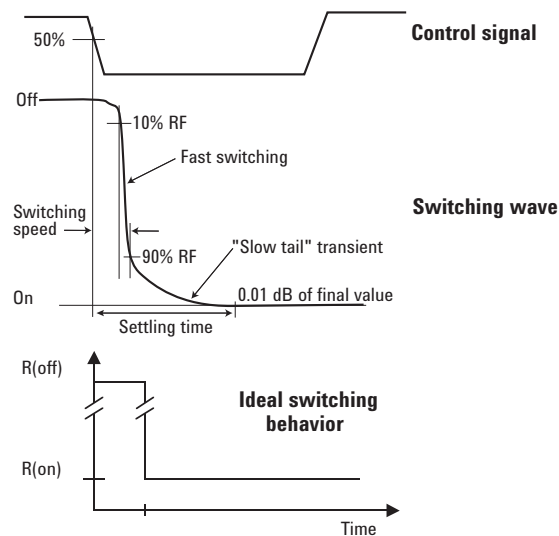 Control signal
50%
Off
10% RF
Fast switching
Switching wave
Switching
speed
90% RF
"Slow tail" transient
On
0.01 dB of final value
Settling time
R(off)
Ideal switching
behavior
R(on)
Time